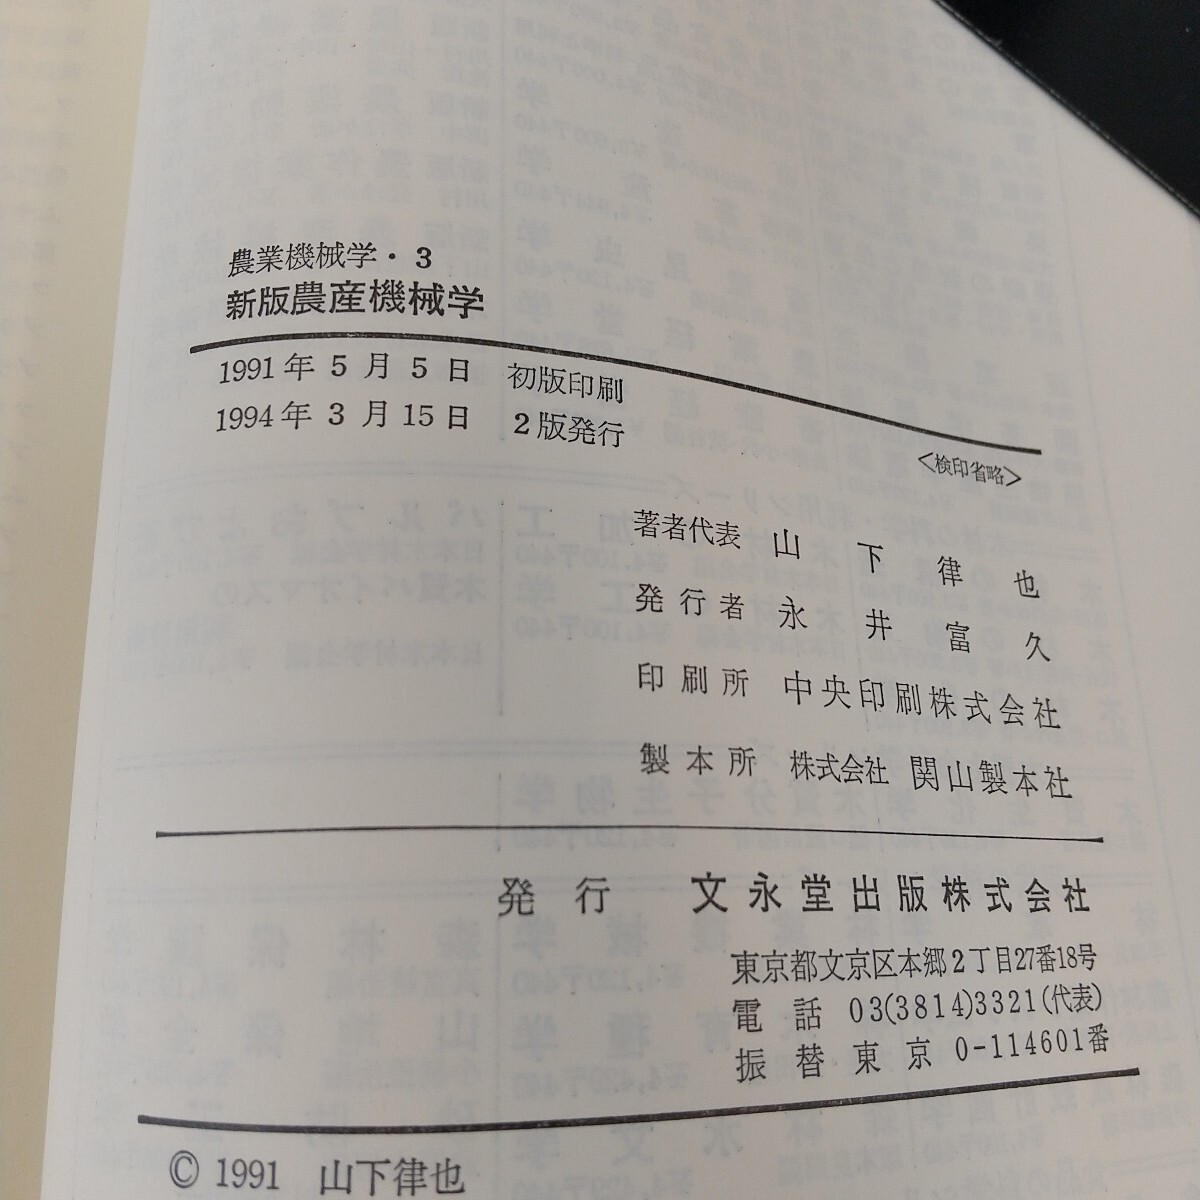 農業機械学・3
新版農産機械学
1991年 5 月 5 日 初版印刷
1994年 3 月 15日 2版発行
<検印省略>
著者代表 山下律也
発行者 永井富久
印刷所 中央印刷株式会社
製本所 株式会社 関山製本社
発行 文永堂出版株式会社
東京都文京区本郷2丁目27番18号
電話 03(3814)3321(代表)
振替東京 0-114601番
© 1991 山下律也